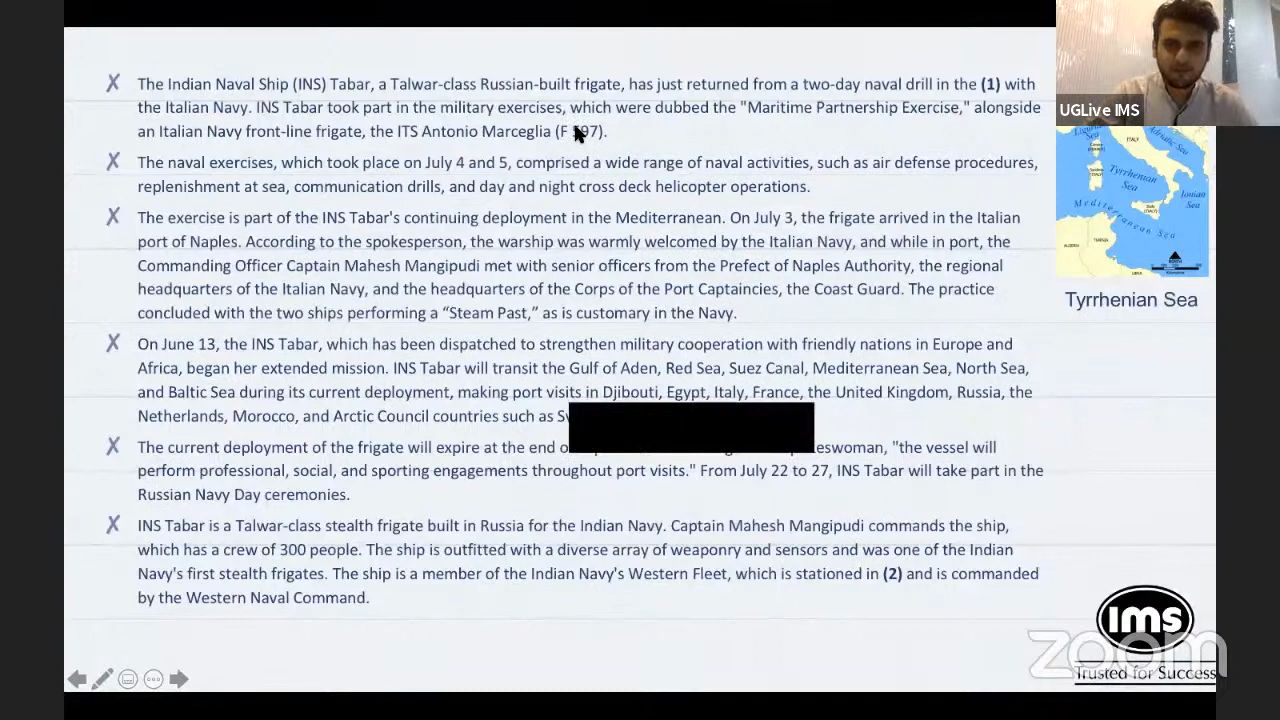 ✗ The Indian Naval Ship (INS) Tabar, a Talwar-class Russian-built frigate, has just returned from a two-day naval drill in the (1) with
the Italian Navy. INS Tabar took part in the military exercises, which were dubbed the "Maritime Partnership Exercise," alongside
an Italian Navy front-line frigate, the ITS Antonio Marceglia (F
✗ The naval exercises, which took place on July 4 and 5, comprised a wide range of naval activities, such as air defense procedures,
replenishment at sea, communication drills, and day and night cross deck helicopter operations.
✗ The exercise is part of the INS Tabar's continuing deployment in the Mediterranean. On July 3, the frigate arrived in the Italian
port of Naples. According to the spokesperson, the warship was warmly welcomed by the Italian Navy, and while in port, the
Commanding Officer Captain Mahesh Mangipudi met with senior officers from the Prefect of Naples Authority, the regional
headquarters of the Italian Navy, and the headquarters of the Corps of the Port Captaincies, the Coast Guard. The practice
concluded with the two ships performing a “Steam Past,” as is customary in the Navy.
✗ On June 13, the INS Tabar, which has been dispatched to strengthen military cooperation with friendly nations in Europe and
Africa, began her extended mission. INS Tabar will transit the Gulf of Aden, Red Sea, Suez Canal, Mediterranean Sea, North Sea,
and Baltic Sea during its current deployment, making port visits in Djibouti, Egypt, Italy, France, the United Kingdom, Russia, the
Netherlands, Morocco, and Arctic Council countries such as
✗ The current deployment of the frigate will expire at the end "the vessel will
perform professional, social, and sporting engagements throughout port visits." From July 22 to 27, INS Tabar will take part in the
Russian Navy Day ceremonies.
✗ INS Tabar is a Talwar-class stealth frigate built in Russia for the Indian Navy. Captain Mahesh Mangipudi commands the ship,
which has a crew of 300 people. The ship is outfitted with a diverse array of weaponry and sensors and was one of the Indian
Navy's first stealth frigates. The ship is a member of the Indian Navy's Western Fleet, which is stationed in (2) and is commanded
by the Western Naval Command.
UGLive IMS
ITALY
Adriatic Sea
Tyrrhenian
Sea
Ionian
Sea
Mediterranean Sea
Tyrrhenian Sea
ims
zoom
Trusted for Success